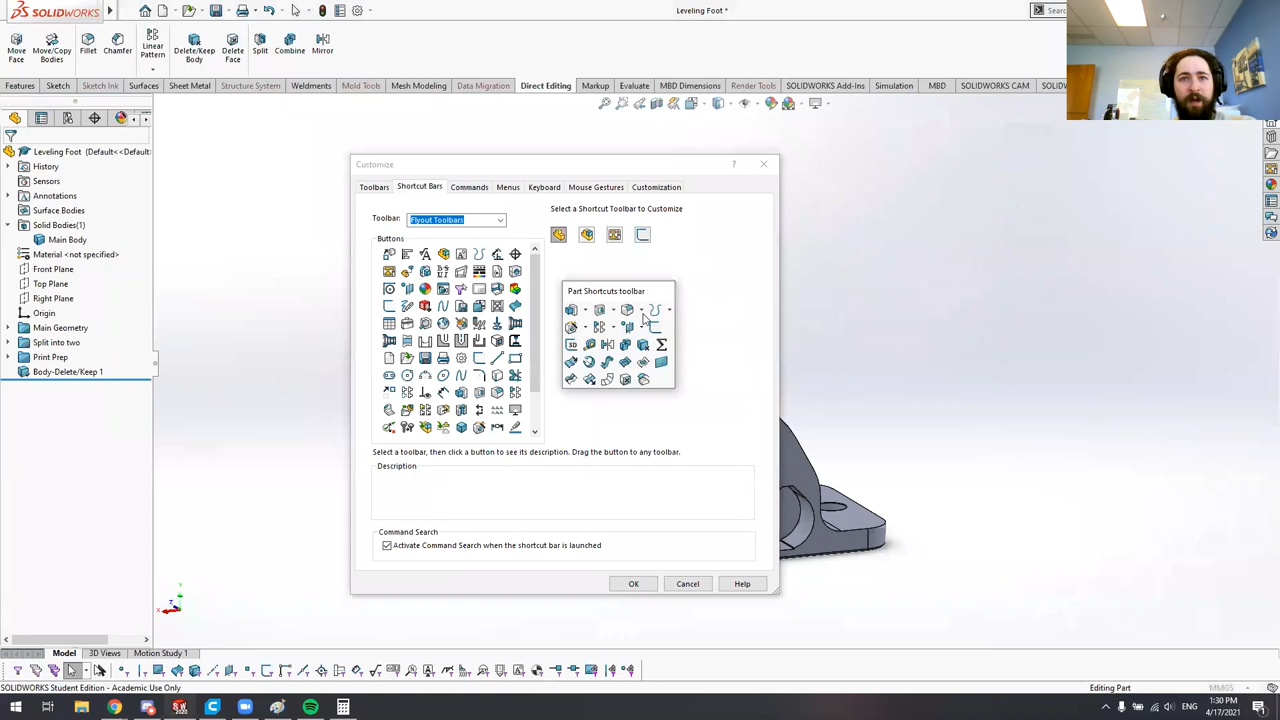 SOLIDWORKS
Leveling Foot *
Sear
Move Face
Move/Copy Bodies
Fillet
Chamfer
Linear Pattern
Delete/Keep Body
Delete Face
Split
Combine
Mirror
Features
Sketch
Sketch Ink
Surfaces
Sheet Metal
Structure System
Weldments
Mold Tools
Mesh Modeling
Data Migration
Direct Editing
Markup
Evaluate
MBD Dimensions
Render Tools
SOLIDWORKS Add-Ins
Simulation
MBD
SOLIDWORKS CAM
SOLIDW
Leveling Foot (Default<<Default
History
Sensors
Annotations
Surface Bodies
Solid Bodies(1)
Main Body
Material <not specified>
Front Plane
Top Plane
Right Plane
Origin
Main Geometry
Split into two
Print Prep
Body-Delete/Keep 1
Customize
?
Toolbars
Shortcut Bars
Commands
Menus
Keyboard
Mouse Gestures
Customization
Toolbar:
Flyout Toolbars
Select a Shortcut Toolbar to Customize
Buttons
Part Shortcuts toolbar
3D
Select a toolbar, then click a button to see its description. Drag the button to any toolbar.
Description
Command Search
Activate Command Search when the shortcut bar is launched
OK
Cancel
Help
Y
X
Z
Model
3D Views
Motion Study 1
SOLIDWORKS Student Edition - Academic Use Only
Editing Part
MMGS
ENG
1:30 PM
4/17/2021